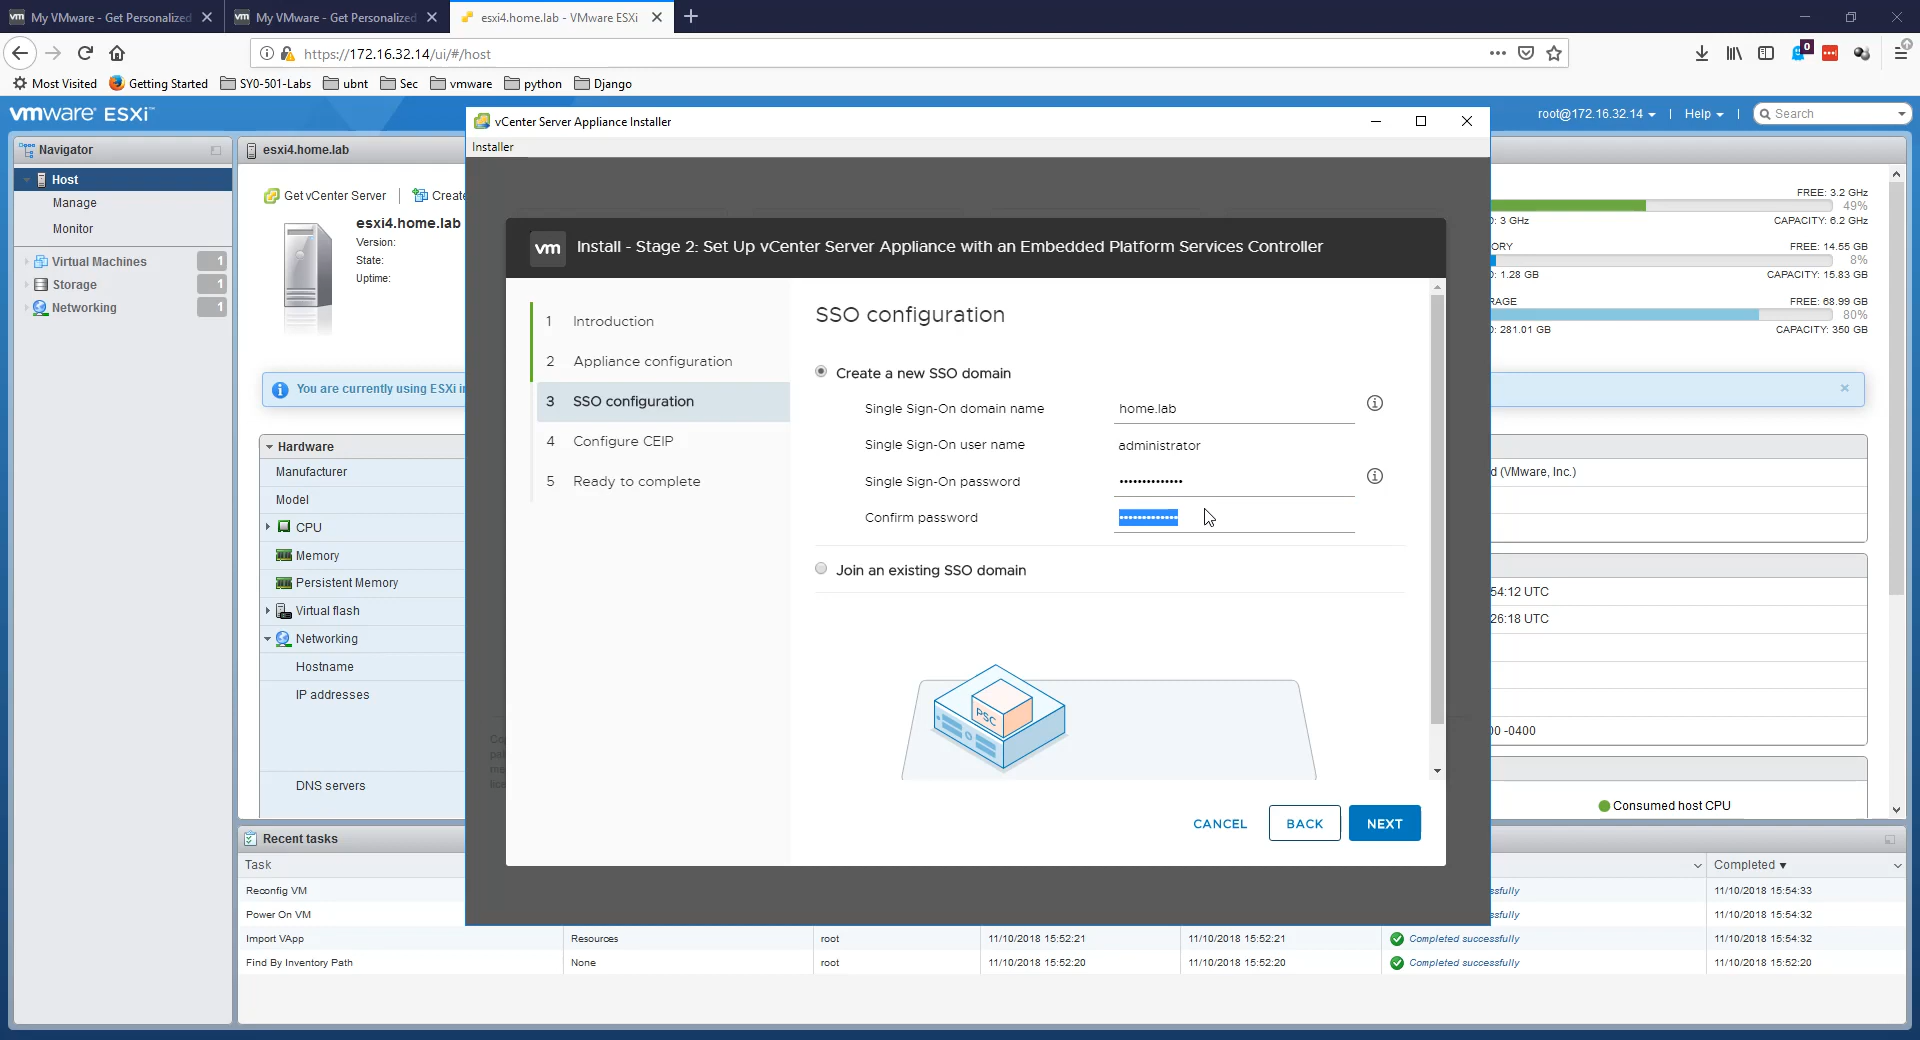 My VMware - Get Personalized
My VMware - Get Personalized
esxi4.home.lab - VMware ESXi
https://172.16.32.14/ui/#/host
0
Most Visited
Getting Started
SY0-501-Labs
ubnt
Sec
vmware
python
Django
vmware ESXi™
root@172.16.32.14
Help
Search
Navigator
Host
Manage
Monitor
Virtual Machines 1
Storage 1
Networking 1
esxi4.home.lab
Get vCenter Server
Create
esxi4.home.lab
Version:
State:
Uptime:
You are currently using ESXi
Hardware
Manufacturer
Model
CPU
Memory
Persistent Memory
Virtual flash
Networking
Hostname
IP addresses
DNS servers
vCenter Server Appliance Installer
Installer
vm Install - Stage 2: Set Up vCenter Server Appliance with an Embedded Platform Services Controller
1 Introduction
2 Appliance configuration
3 SSO configuration
4 Configure CEIP
5 Ready to complete
SSO configuration
Create a new SSO domain
Single Sign-On domain name home.lab
Single Sign-On user name administrator
Single Sign-On password ••••••••••••••
Confirm password •••••••••••••
Join an existing SSO domain
PSC
CANCEL
BACK
NEXT
FREE: 3.2 GHz
49%
D: 3 GHz CAPACITY: 6.2 GHz
ORY FREE: 14.55 GB
8%
D: 1.28 GB CAPACITY: 15.83 GB
RAGE FREE: 68.99 GB
80%
D: 281.01 GB CAPACITY: 350 GB
d (VMware, Inc.)
54:12 UTC
26:18 UTC
00 -0400
Consumed host CPU
Recent tasks
Task
Completed ▼
Reconfig VM
ssfully 11/10/2018 15:54:33
Power On VM
ssfully 11/10/2018 15:54:32
Import VApp Resources root 11/10/2018 15:52:21 11/10/2018 15:52:21 Completed successfully 11/10/2018 15:54:32
Find By Inventory Path None root 11/10/2018 15:52:20 11/10/2018 15:52:20 Completed successfully 11/10/2018 15:52:20